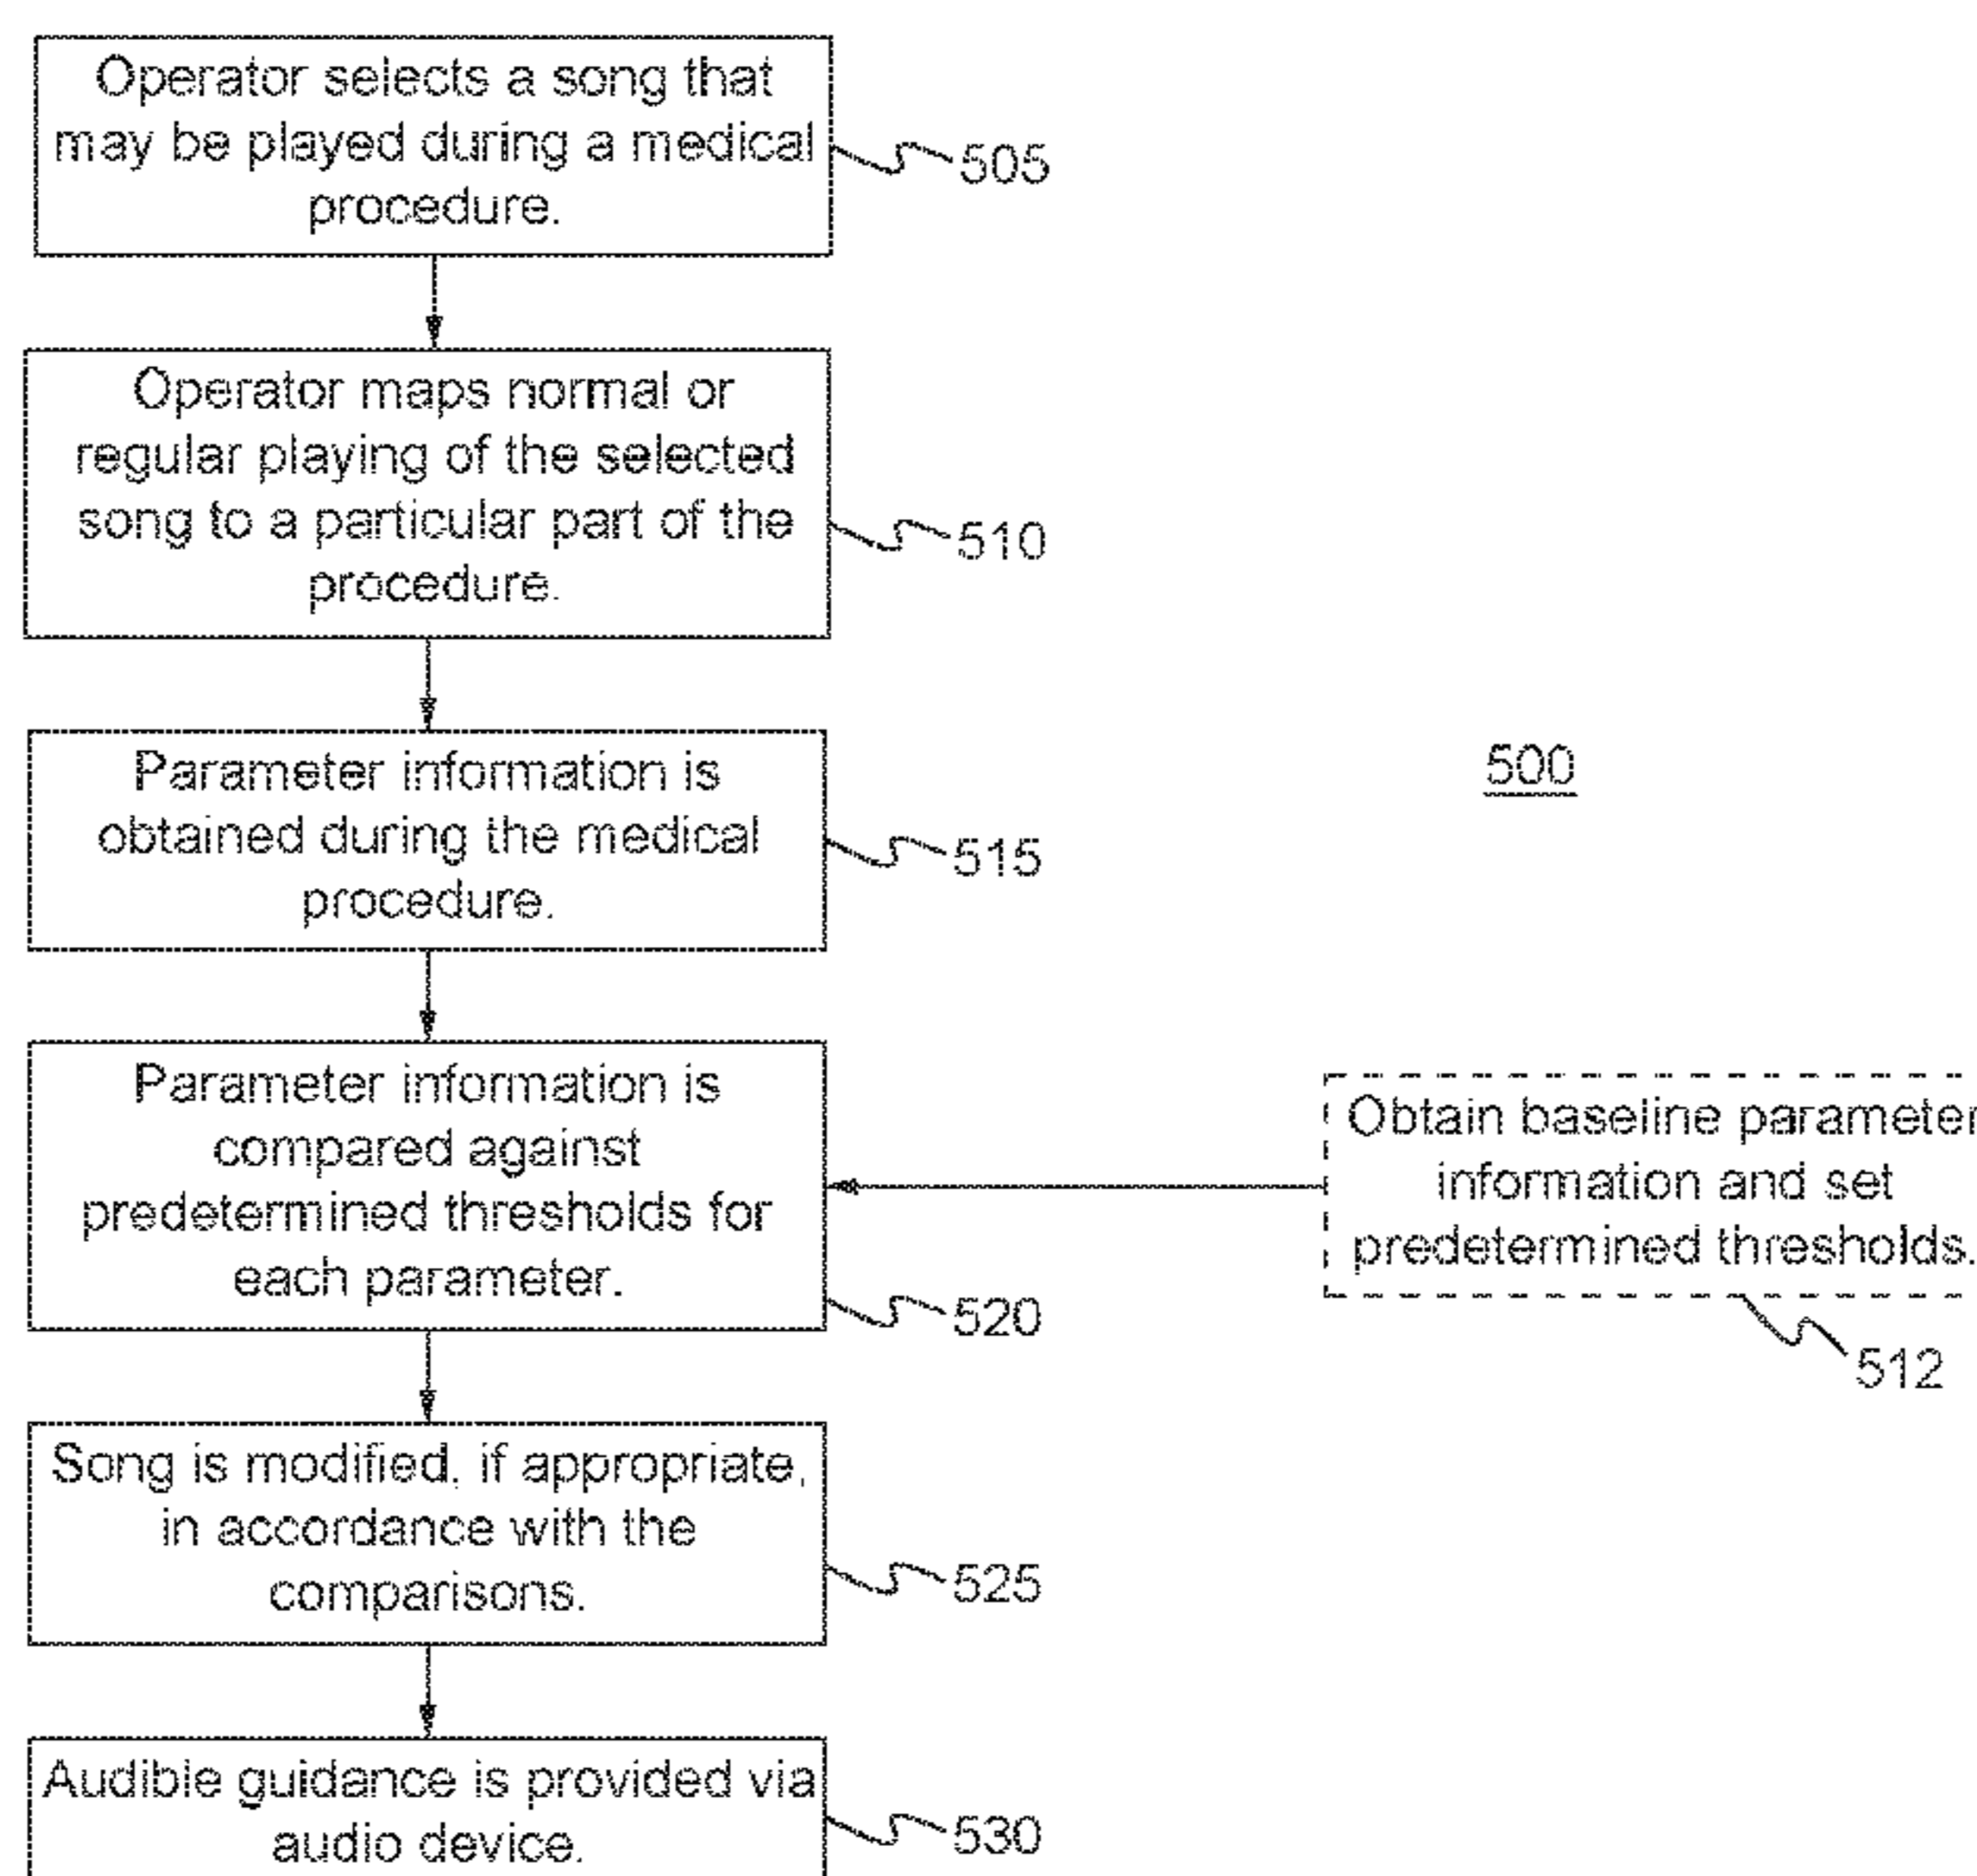 Operator selects a song that
may be played during a medical
procedure.
505
Operator maps normal or
regular playing of the selected
song to a particular part of the
procedure.
510
Parameter information is
obtained during the medical
procedure.
515
500
Parameter information is
compared against
predetermined thresholds for
each parameter.
520
Obtain baseline parameter
information and set
predetermined thresholds.
512
Song is modified, if appropriate,
in accordance with the
comparisons.
525
Audible guidance is provided via
audio device.
530